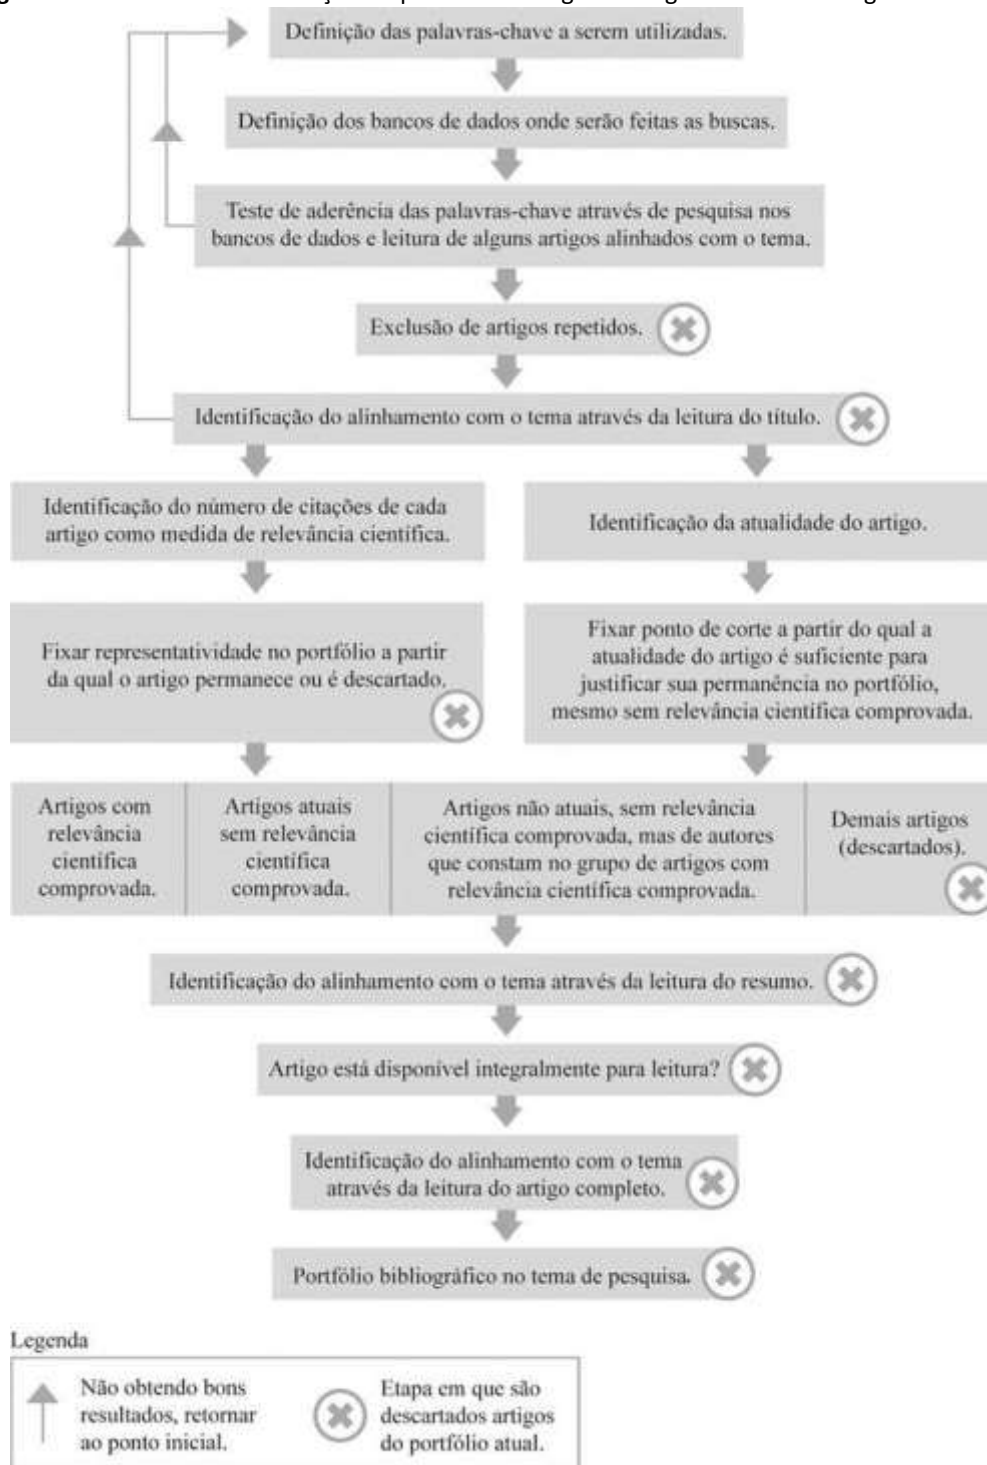 Definição das palavras-chave a serem utilizadas.
Definição dos bancos de dados onde serão feitas as buscas.
Teste de aderência das palavras-chave através de pesquisa nos
bancos de dados e leitura de alguns artigos alinhados com o tema.
Exclusão de artigos repetidos.
Identificação do alinhamento com o tema através da leitura do título.
Identificação do número de citações de cada
artigo como medida de relevância científica.
Identificação da atualidade do artigo.
Fixar representatividade no portfólio a partir
da qual o artigo permanece ou é descartado.
Fixar ponto de corte a partir do qual a
atualidade do artigo é suficiente para
justificar sua permanência no portfólio,
mesmo sem relevância científica comprovada.
Artigos com
relevância
científica
comprovada.
Artigos atuais
sem relevância
científica
comprovada.
Artigos não atuais, sem relevância
científica comprovada, mas de autores
que constam no grupo de artigos com
relevância científica comprovada.
Demais artigos
(descartados).
Identificação do alinhamento com o tema através da leitura do resumo.
Artigo está disponível integralmente para leitura?
Identificação do alinhamento com o tema
através da leitura do artigo completo.
Portfólio bibliográfico no tema de pesquisa.
Legenda
Não obtendo bons
resultados, retornar
ao ponto inicial.
Etapa em que são
descartados artigos
do portfólio atual.